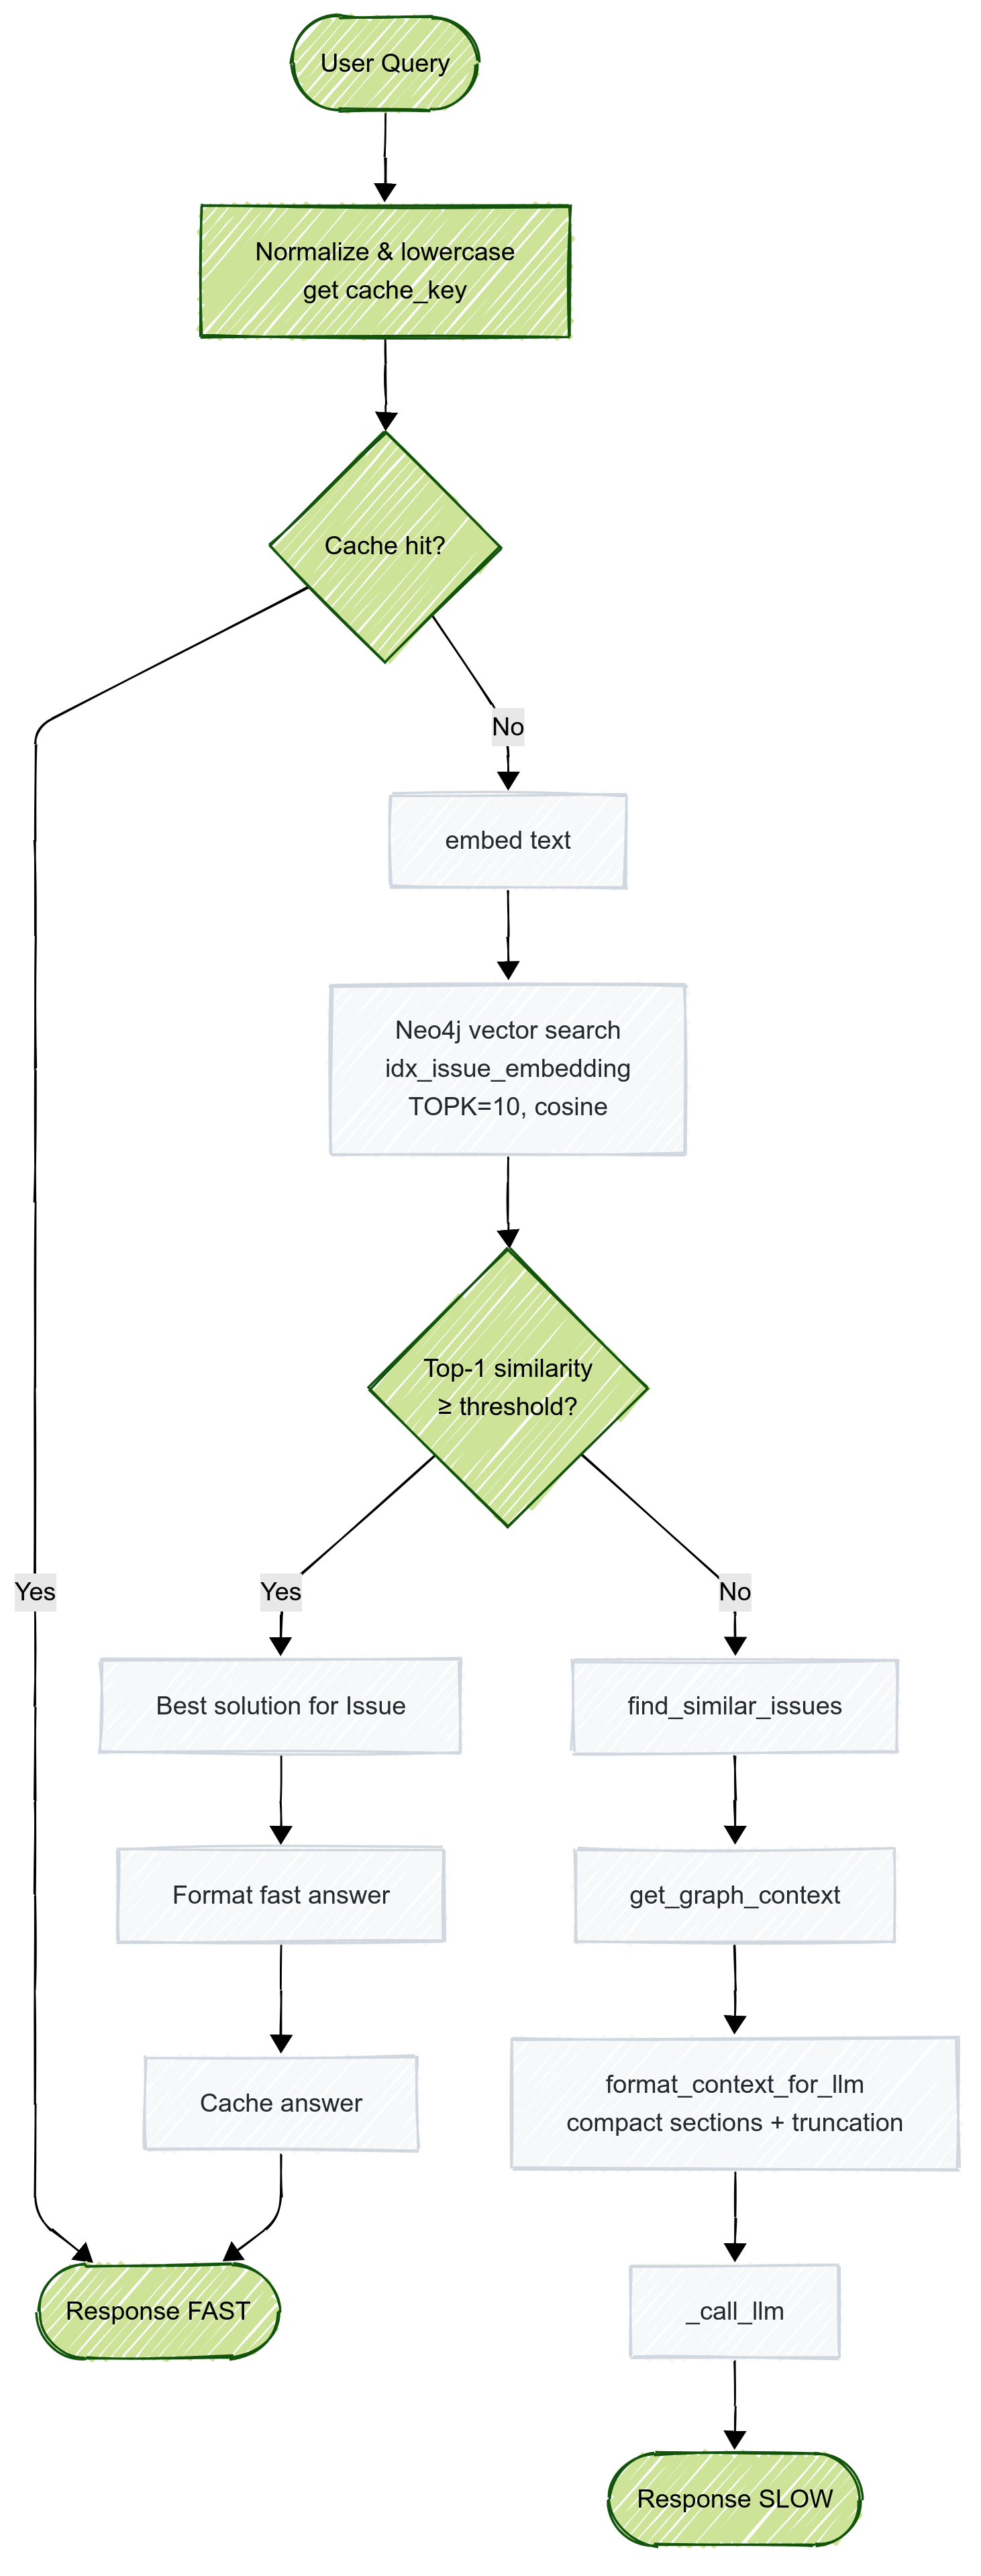 User Query
Normalize & lowercase
get cache_key
Cache hit?
No
embed text
Neo4j vector search
idx_issue_embedding
TOPK=10, cosine
Top-1 similarity
≥ threshold?
Yes
Yes
No
Best solution for Issue
find_similar_issues
Format fast answer
get_graph_context
Cache answer
format_context_for_llm
compact sections + truncation
Response FAST
_call_llm
Response SLOW